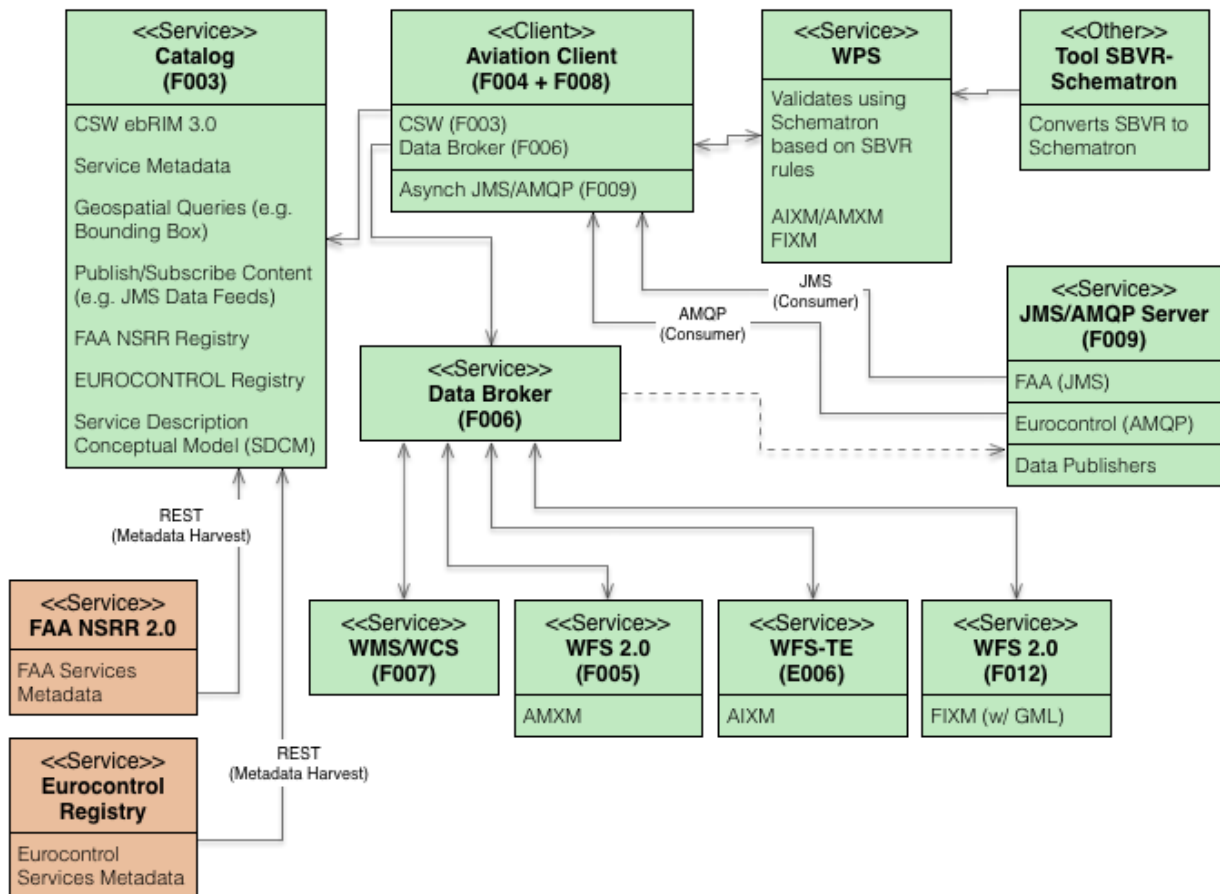 <<Service>>
Catalog
(F003)
CSW ebRIM 3.0
Service Metadata
Geospatial Queries (e.g.
Bounding Box)
Publish/Subscribe Content
(e.g. JMS Data Feeds)
FAA NSRR Registry
EUROCONTROL Registry
Service Description
Conceptual Model (SDCM)
<<Client>>
Aviation Client
(F004 + F008)
CSW (F003)
Data Broker (F006)
Asynch JMS/AMQP (F009)
<<Service>>
WPS
Validates using
Schematron
based on SBVR
rules
AIXM/AMXM
FIXM
<<Other>>
Tool SBVR-
Schematron
Converts SBVR to
Schematron
JMS
(Consumer)
AMQP
(Consumer)
<<Service>>
JMS/AMQP Server
(F009)
FAA (JMS)
Eurocontrol (AMQP)
Data Publishers
<<Service>>
Data Broker
(F006)
REST
(Metadata Harvest)
<<Service>>
FAA NSRR 2.0
FAA Services
Metadata
<<Service>>
WMS/WCS
(F007)
<<Service>>
WFS 2.0
(F005)
AMXM
<<Service>>
WFS-TE
(E006)
AIXM
<<Service>>
WFS 2.0
(F012)
FIXM (w/ GML)
REST
(Metadata Harvest)
<<Service>>
Eurocontrol
Registry
Eurocontrol
Services Metadata